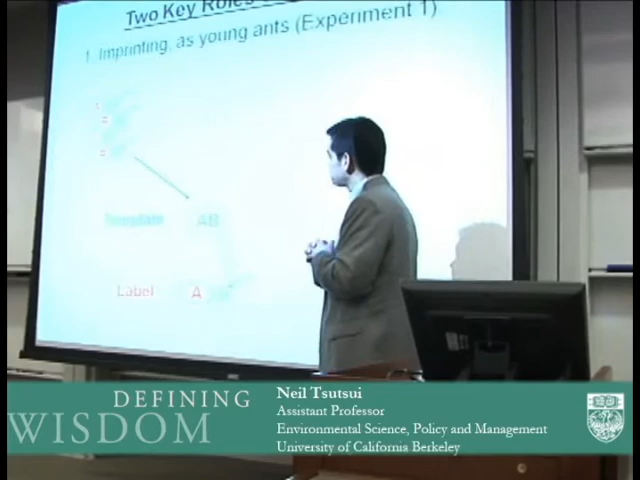 Two Key Roles
1. Imprinting, as young ants (Experiment 1)
Template AB
Label A
DEFINING
WISDOM
Neil Tsutsui
Assistant Professor
Environmental Science, Policy and Management
University of California Berkeley